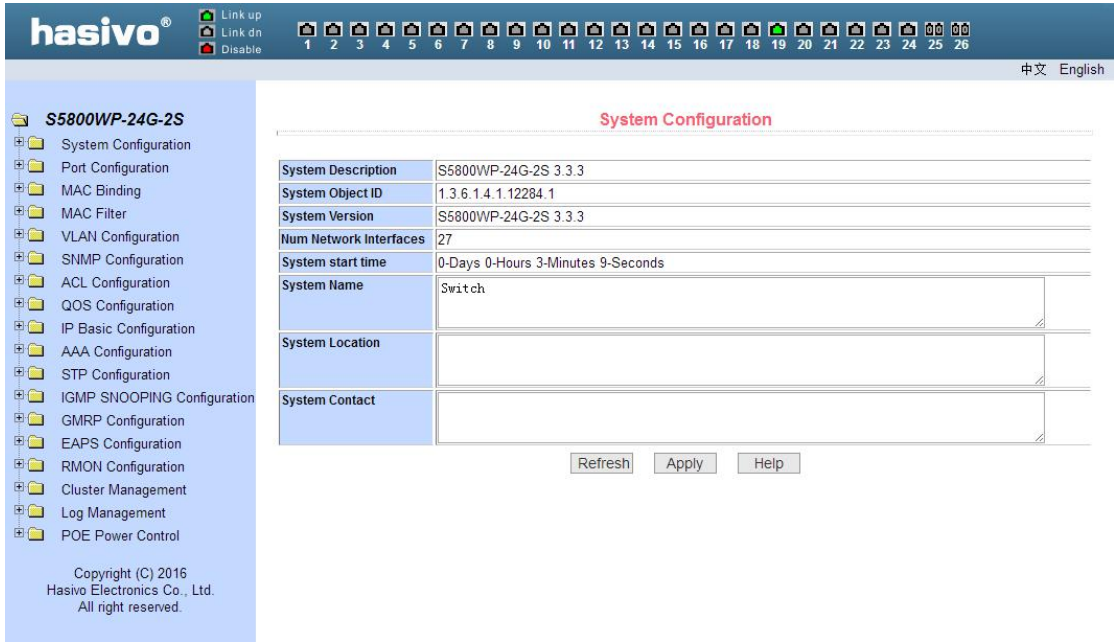 hasivo®
Link up
Link dn
Disable
1 2 3 4 5 6 7 8 9 10 11 12 13 14 15 16 17 18 19 20 21 22 23 24 25 26
中文 English
S5800WP-24G-2S
System Configuration
Port Configuration
MAC Binding
MAC Filter
VLAN Configuration
SNMP Configuration
ACL Configuration
QOS Configuration
IP Basic Configuration
AAA Configuration
STP Configuration
IGMP SNOOPING Configuration
GMRP Configuration
EAPS Configuration
RMON Configuration
Cluster Management
Log Management
POE Power Control
Copyright (C) 2016
Hasivo Electronics Co., Ltd.
All right reserved.
System Configuration
System Description S5800WP-24G-2S 3.3.3
System Object ID 1.3.6.1.4.1.12284.1
System Version S5800WP-24G-2S 3.3.3
Num Network Interfaces 27
System start time 0-Days 0-Hours 3-Minutes 9-Seconds
System Name Switch
System Location
System Contact
Refresh Apply Help